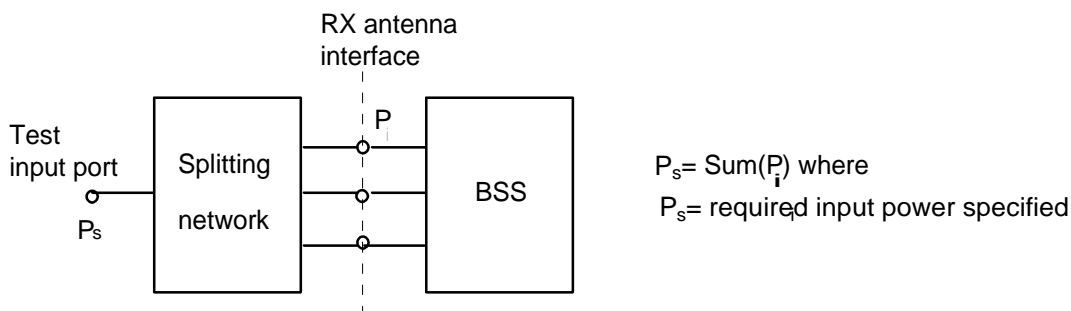 RX antenna
interface
Test
input port
Pₛ
Splitting
network
Pᵢ
BSS
Pₛ= Sum(Pᵢ) where
Pₛ= required input power specified